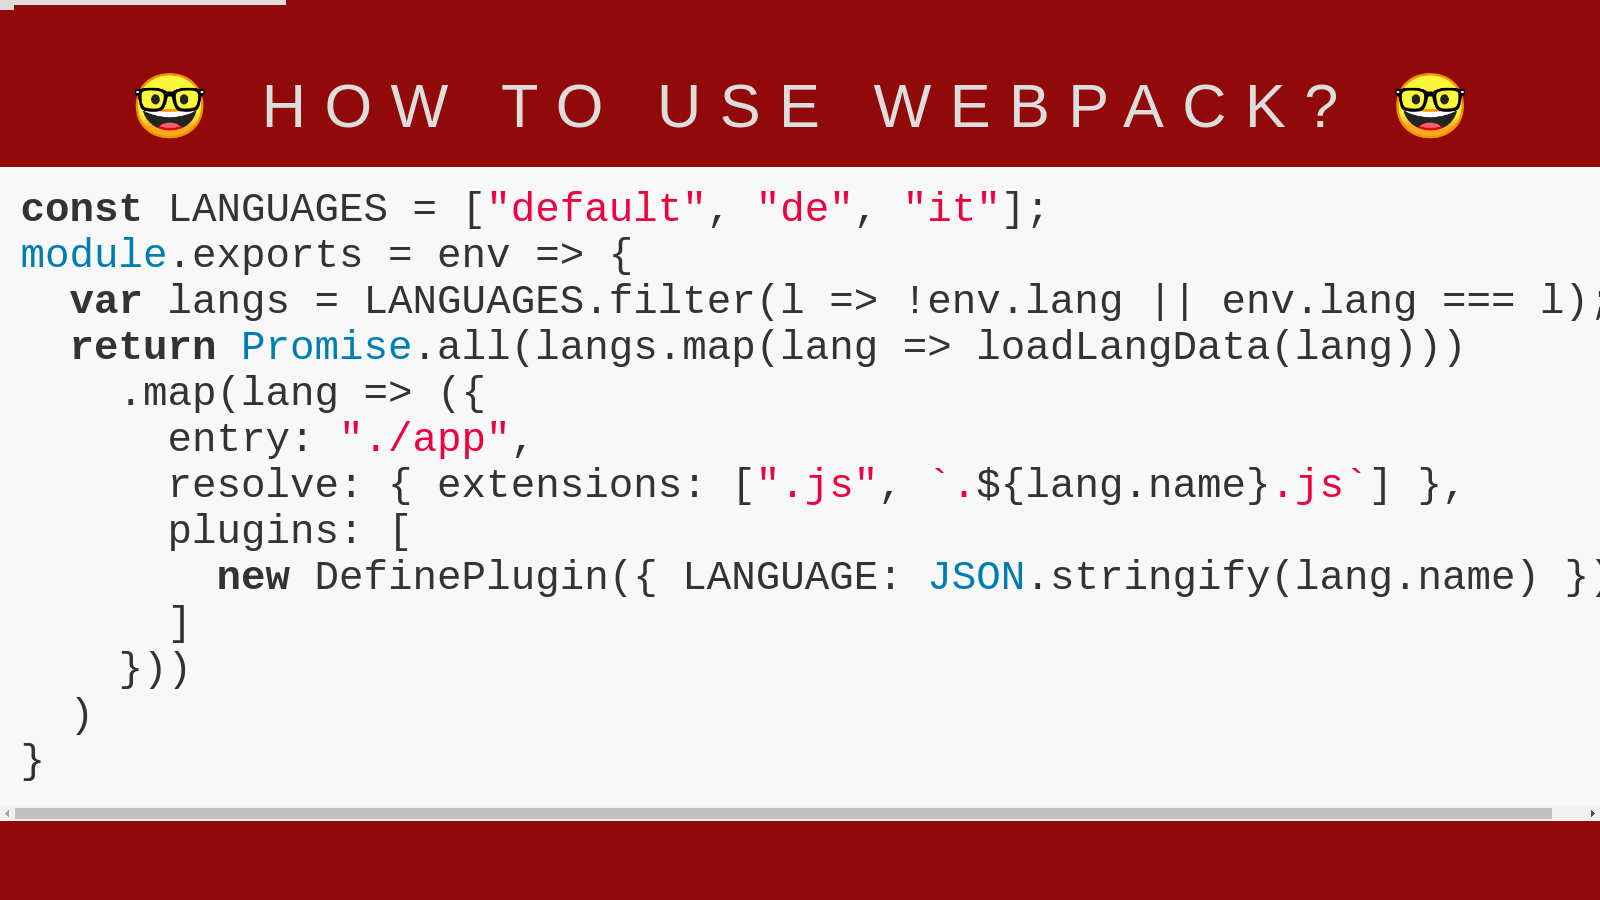 🤓 HOW TO USE WEBPACK? 🤓
const LANGUAGES = ["default", "de", "it"];
module.exports = env => {
  var langs = LANGUAGES.filter(l => !env.lang || env.lang === l);
  return Promise.all(langs.map(lang => loadLangData(lang)))
    .map(lang => ({
      entry: "./app",
      resolve: { extensions: [".js", `.${lang.name}.js`] },
      plugins: [
        new DefinePlugin({ LANGUAGE: JSON.stringify(lang.name) })
      ]
    }))
  )
}